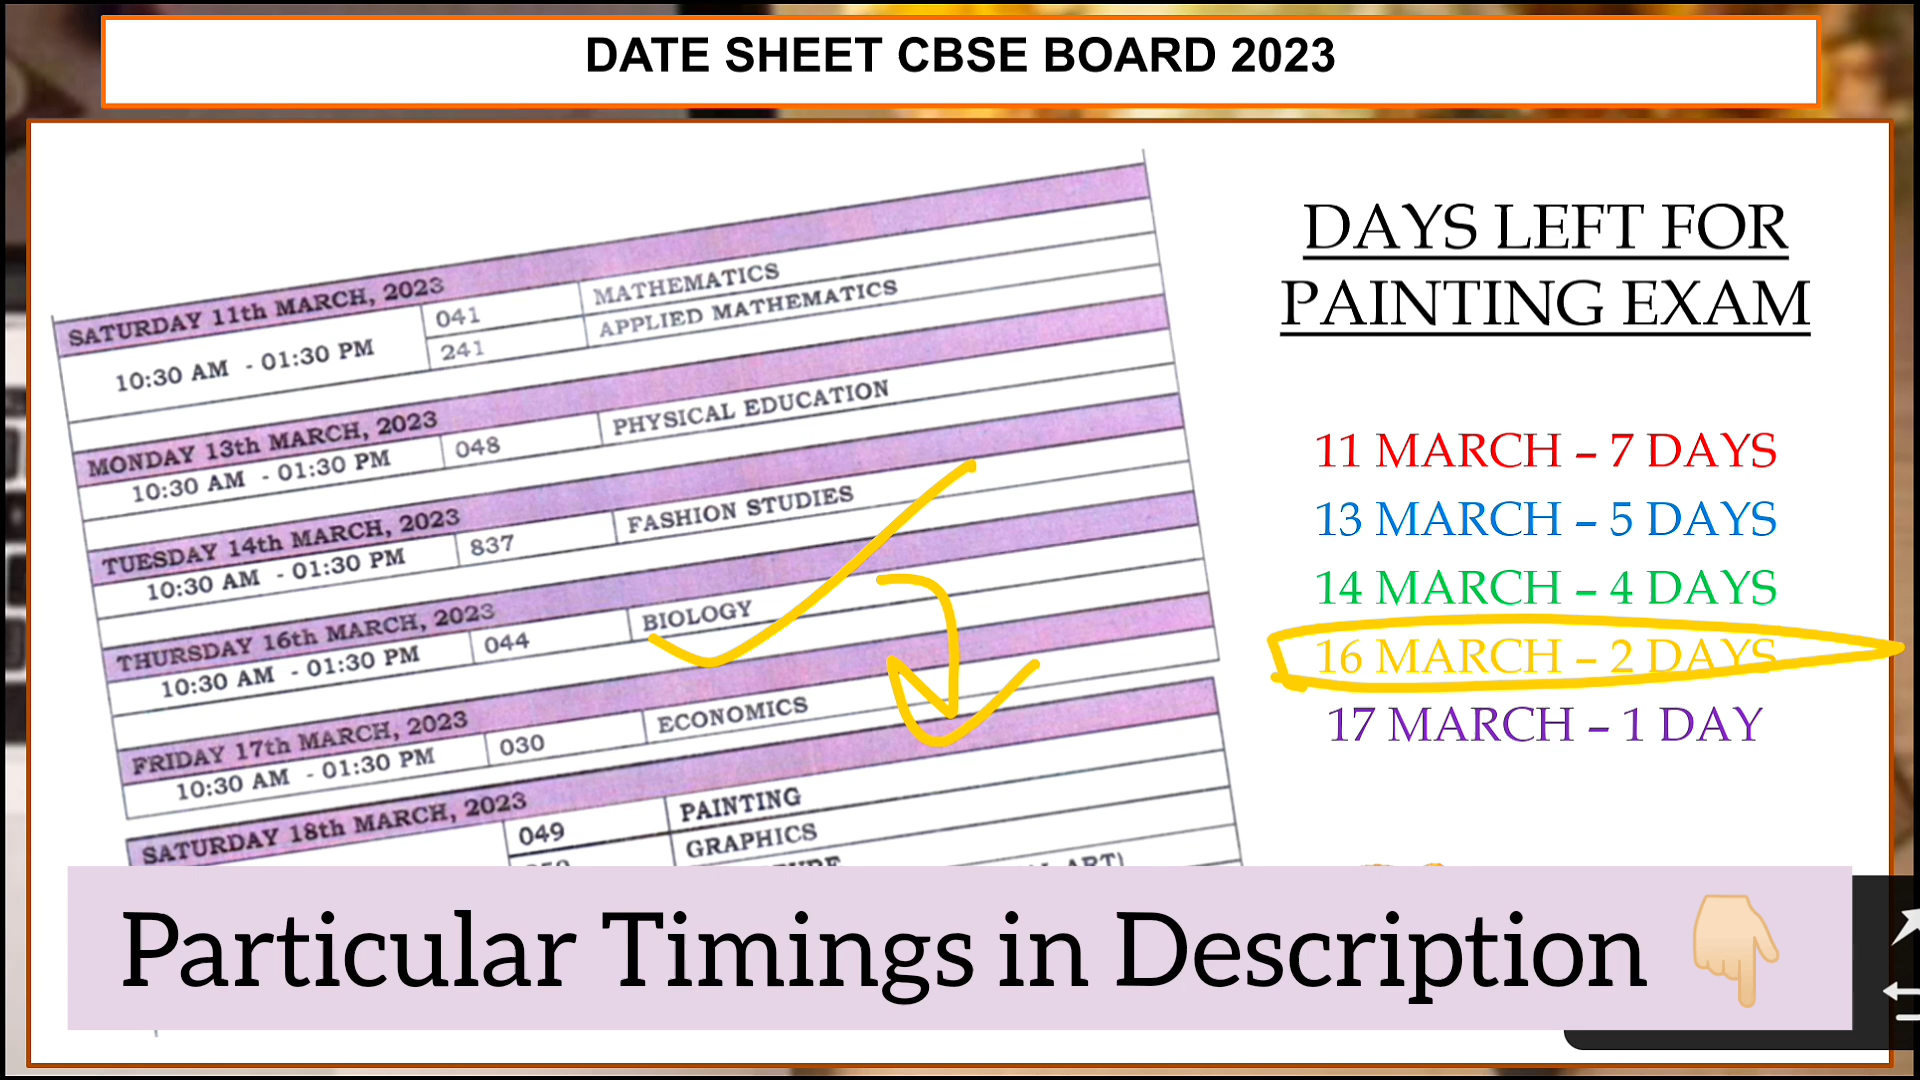 DATE SHEET CBSE BOARD 2023
SATURDAY 11th MARCH, 2023
10:30 AM - 01:30 PM
041 MATHEMATICS
241 APPLIED MATHEMATICS
MONDAY 13th MARCH, 2023
10:30 AM - 01:30 PM 048 PHYSICAL EDUCATION
TUESDAY 14th MARCH, 2023
10:30 AM - 01:30 PM 837 FASHION STUDIES
THURSDAY 16th MARCH, 2023
10:30 AM - 01:30 PM 044 BIOLOGY
FRIDAY 17th MARCH, 2023
10:30 AM - 01:30 PM 030 ECONOMICS
SATURDAY 18th MARCH, 2023
049 PAINTING
GRAPHICS
DAYS LEFT FOR
PAINTING EXAM
11 MARCH – 7 DAYS
13 MARCH – 5 DAYS
14 MARCH – 4 DAYS
16 MARCH – 2 DAYS
17 MARCH – 1 DAY
Particular Timings in Description